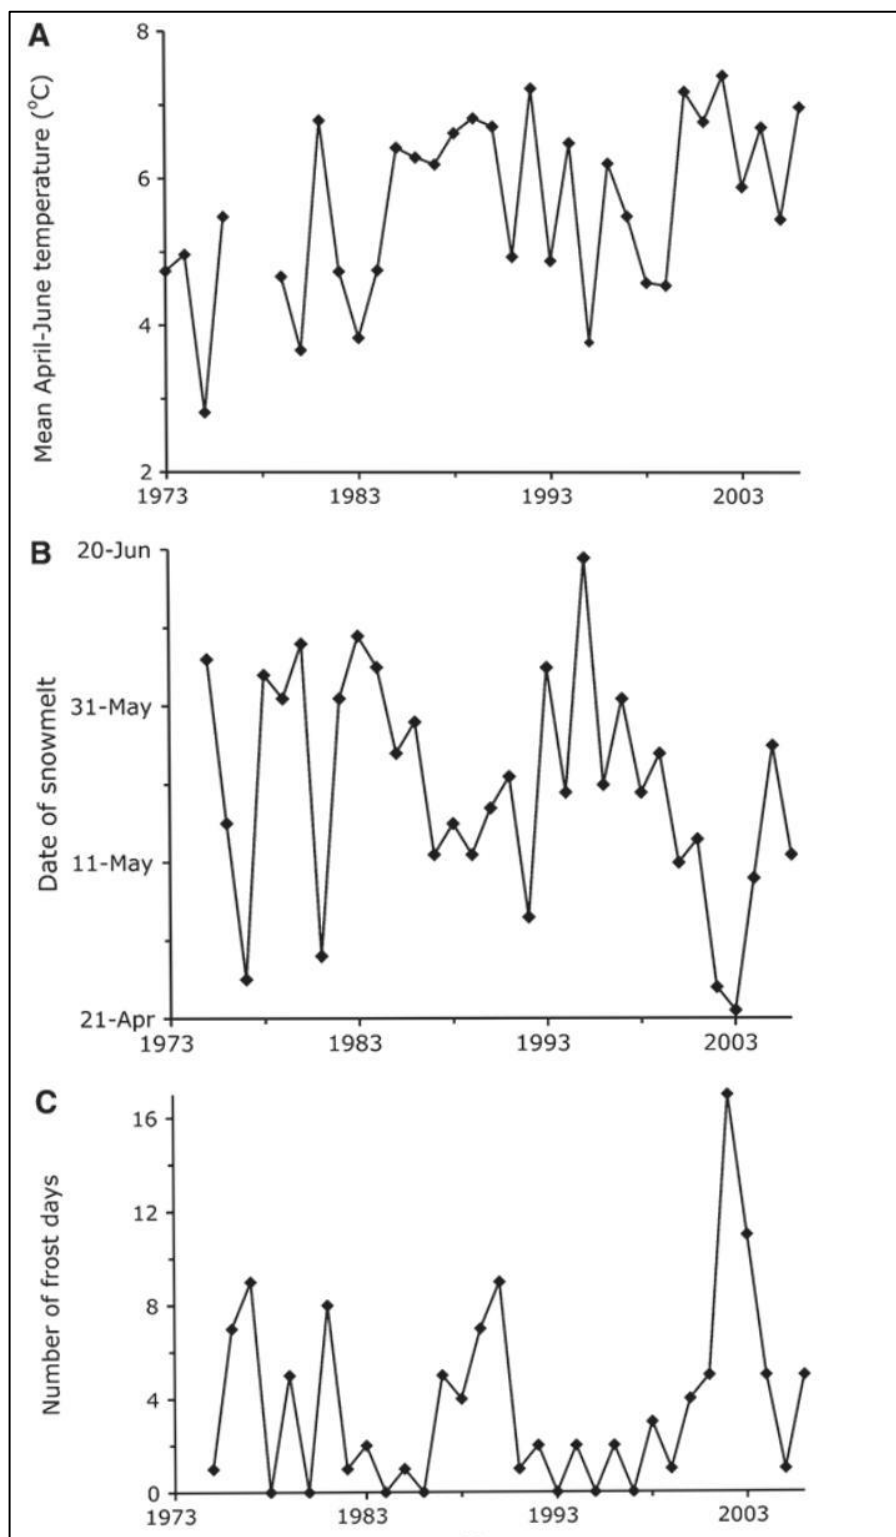 A
Mean April-June temperature (°C)
8
6
4
2
1973
1983
1993
2003
B
Date of snowmelt
20-Jun
31-May
11-May
21-Apr
1973
1983
1993
2003
C
Number of frost days
16
12
8
4
0
1973
1983
1993
2003